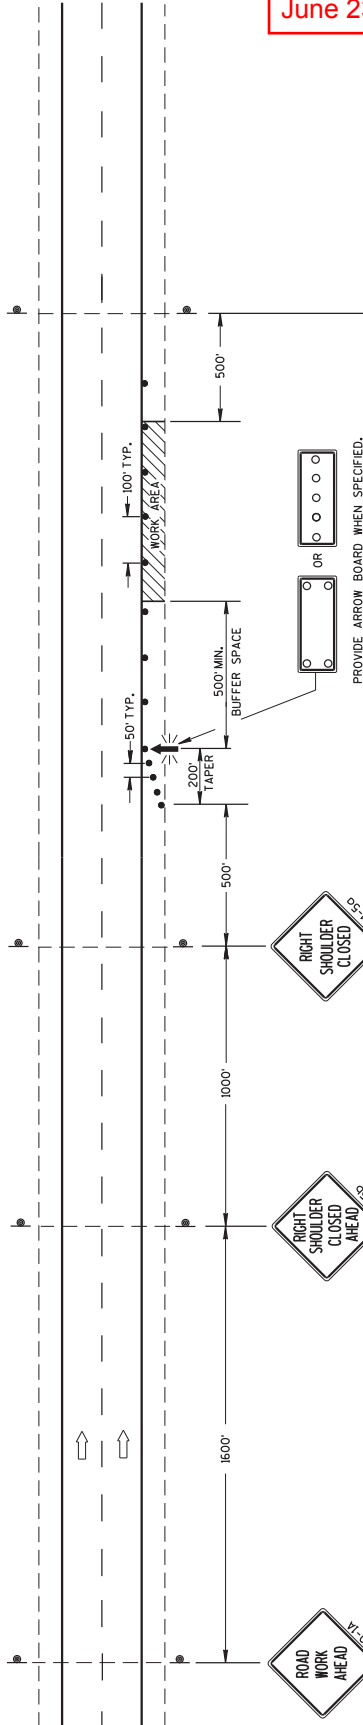 June 23
500'
100' TYP.
WORK AREA
OR
PROVIDE ARROW BOARD WHEN SPECIFIED.
500' MIN.
BUFFER SPACE
50' TYP.
200'
TAPER
500'
RIGHT
SHOULDER
CLOSED
1000'
RIGHT
SHOULDER
CLOSED
AHEAD
1600'
ROAD
WORK
AHEAD